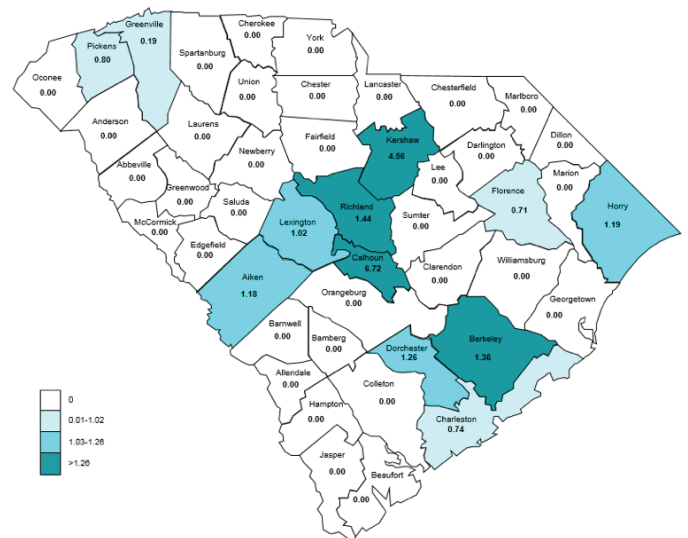 Cherokee
0.00
Greenville
0.19
York
0.00
Pickens
0.80
Spartanburg
0.00
Oconee
0.00
Union
0.00
Chester
0.00
Lancaster
0.00
Chesterfield
0.00
Marlboro
0.00
Anderson
0.00
Laurens
0.00
Fairfield
0.00
Kershaw
4.56
Darlington
0.00
Dillon
0.00
Newberry
0.00
Abbeville
0.00
Greenwood
0.00
Lee
0.00
Marion
0.00
Saluda
0.00
Richland
1.44
Florence
0.71
Horry
1.19
McCormick
0.00
Lexington
1.02
Sumter
0.00
Edgefield
0.00
Calhoun
6.72
Clarendon
0.00
Williamsburg
0.00
Aiken
1.18
Orangeburg
0.00
Georgetown
0.00
Barnwell
0.00
Bamberg
0.00
Dorchester
1.26
Berkeley
1.36
Allendale
0.00
Colleton
0.00
Hampton
0.00
Charleston
0.74
Jasper
0.00
Beaufort
0.00
0
0.01-1.02
1.03-1.26
>1.26